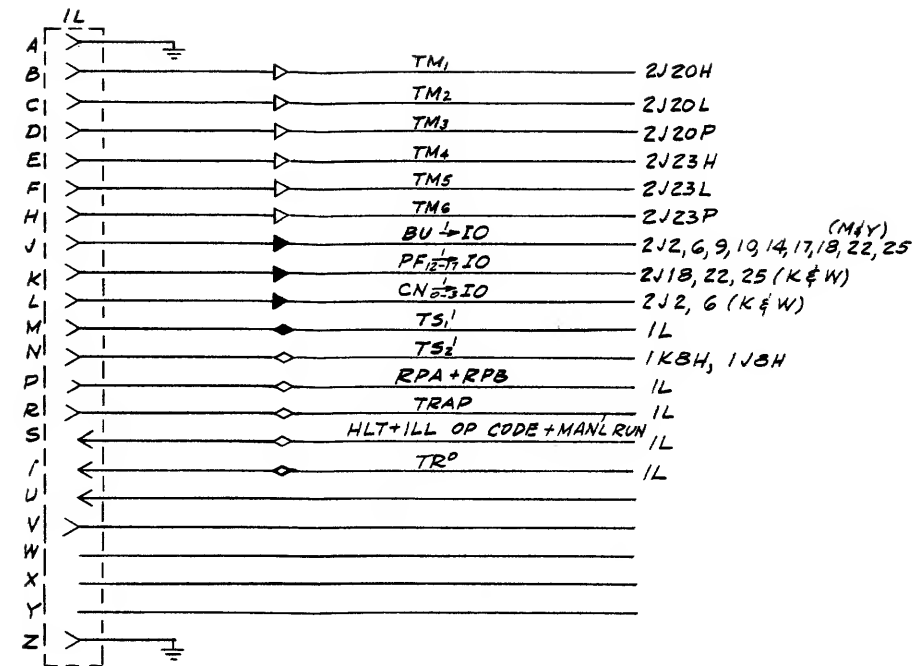 1L
A
B TM1 2J20H
C TM2 2J20L
D TM3 2J20P
E TM4 2J23H
F TM5 2J23L
H TM6 2J23P
(M&Y)
J BU -1-> IO 2J2, 6, 9, 10, 14, 17, 18, 22, 25
K PF12-17 -1-> IO 2J18, 22, 25 (K & W)
L CN0-3 -1-> IO 2J2, 6 (K & W)
M TS1' 1L
N TS2' 1K8H, 1J8H
P RPA+RPB 1L
R TRAP 1L
S HLT+ILL OP CODE+MAN'L RUN 1L
T TR⁰ 1L
U
V
W
X
Y
Z